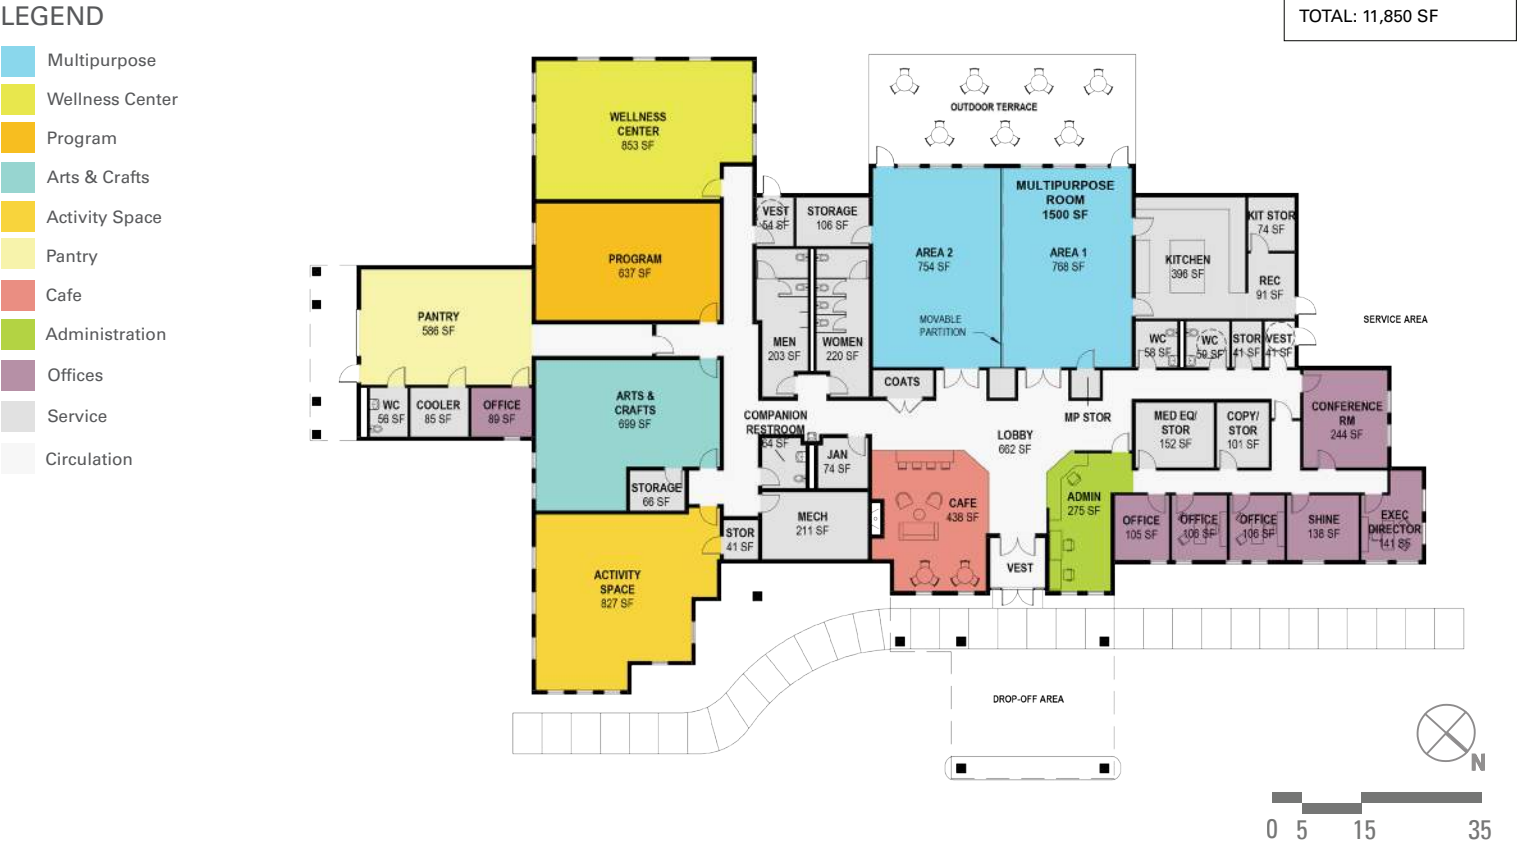 LEGEND
Multipurpose
Wellness Center
Program
Arts & Crafts
Activity Space
Pantry
Cafe
Administration
Offices
Service
Circulation
TOTAL: 11,850 SF
OUTDOOR TERRACE
WELLNESS
CENTER
853 SF
MULTIPURPOSE
ROOM
1500 SF
VEST
54 SF
STORAGE
106 SF
KIT STOR
74 SF
PROGRAM
637 SF
AREA 2
754 SF
AREA 1
768 SF
KITCHEN
396 SF
REC
91 SF
PANTRY
586 SF
MOVABLE
PARTITION
SERVICE AREA
MEN
203 SF
WOMEN
220 SF
WC
58 SF
WC
59 SF
STOR
41 SF
VEST
41 SF
COATS
MP STOR
WC
56 SF
COOLER
85 SF
OFFICE
89 SF
ARTS &
CRAFTS
699 SF
COMPANION
RESTROOM
64 SF
JAN
74 SF
LOBBY
662 SF
MED EQ/
STOR
152 SF
COPY/
STOR
101 SF
CONFERENCE
RM
244 SF
STORAGE
66 SF
MECH
211 SF
STOR
41 SF
CAFE
438 SF
ADMIN
275 SF
OFFICE
105 SF
OFFICE
106 SF
OFFICE
106 SF
SHINE
138 SF
EXEC
DIRECTOR
141 SF
VEST
ACTIVITY
SPACE
827 SF
DROP-OFF AREA
N
0 5 15 35